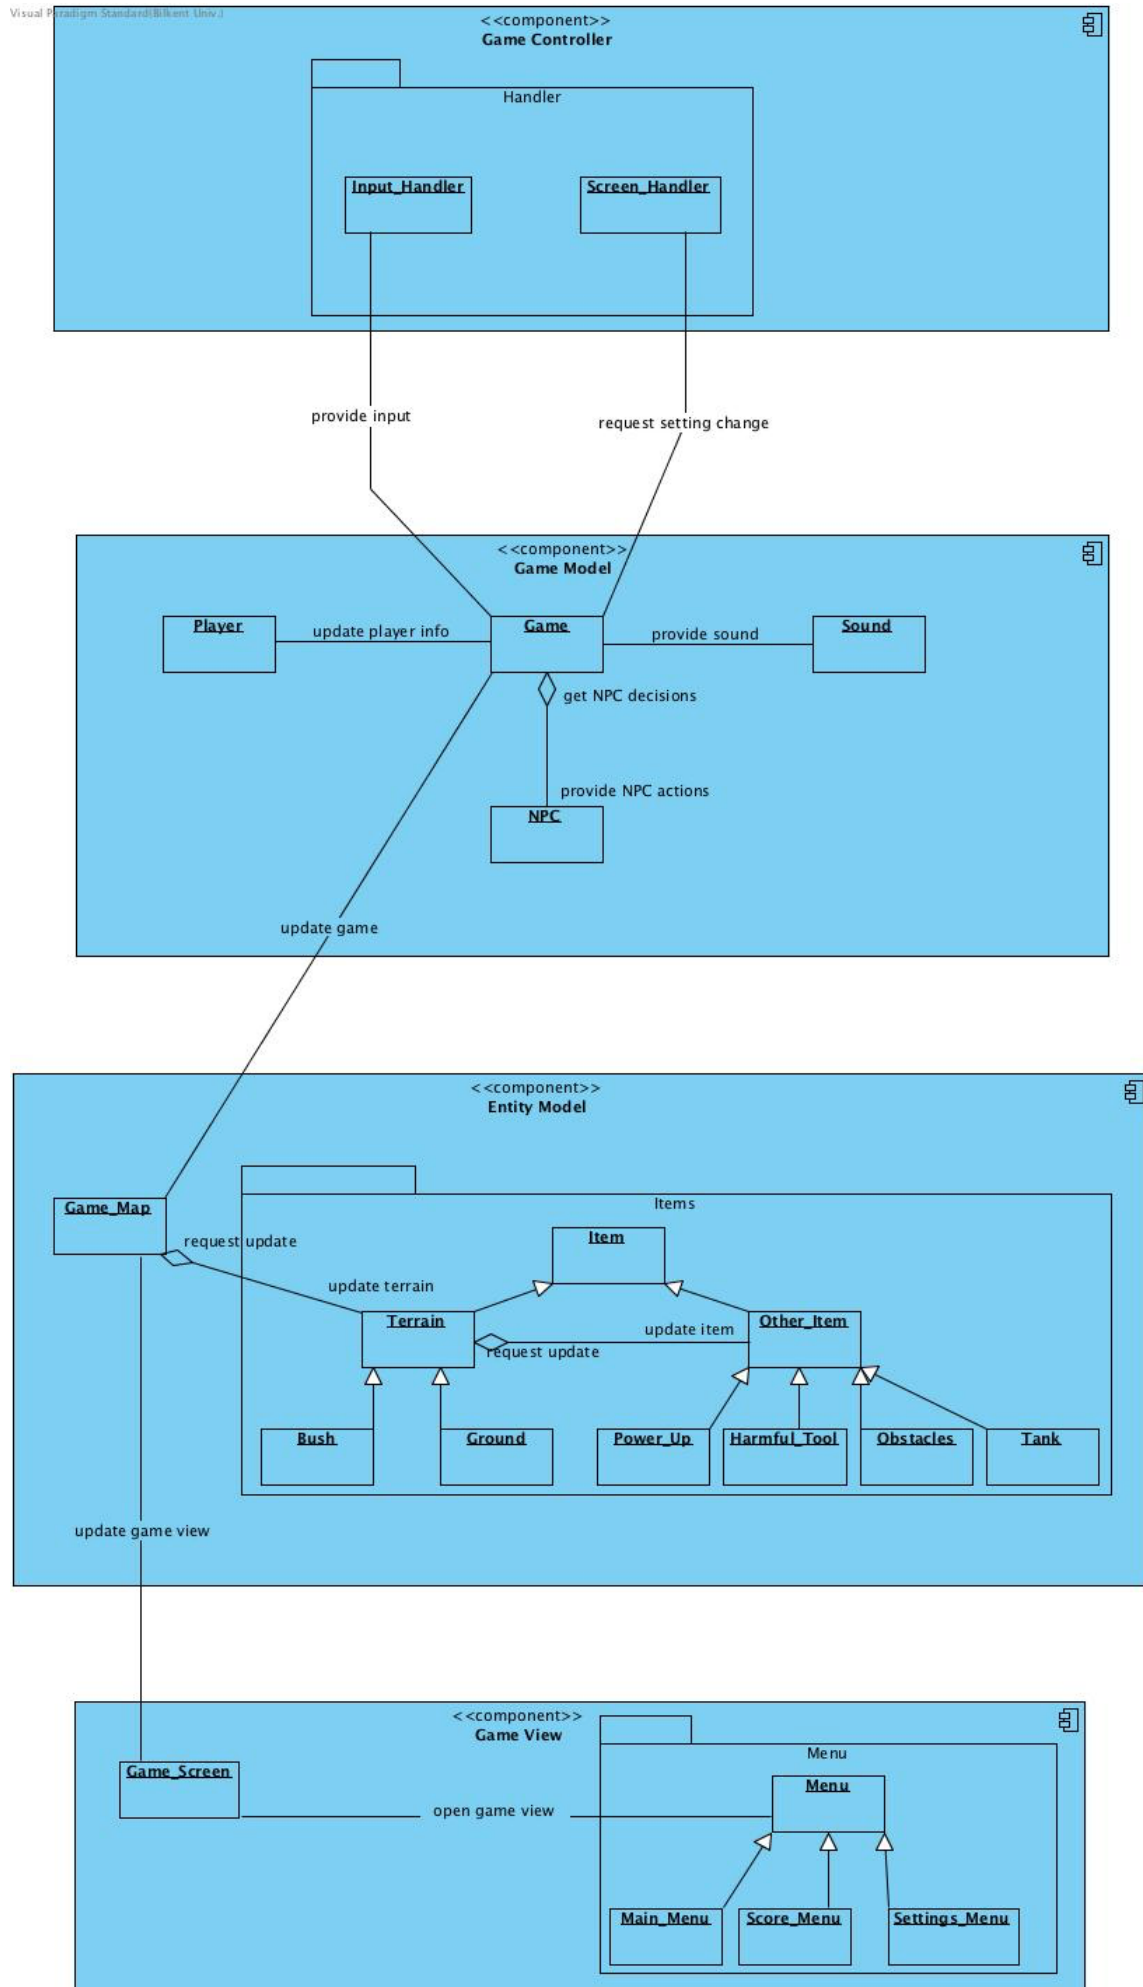 Visual Paradigm Standard(Bilkent Univ.)
<<component>>
Game Controller
Handler
Input_Handler
Screen_Handler
provide input
request setting change
<<component>>
Game Model
Player
update player info
Game
provide sound
Sound
get NPC decisions
provide NPC actions
NPC
update game
<<component>>
Entity Model
Items
Game_Map
Item
request update
update terrain
Terrain
update item
Other_Item
request update
Bush
Ground
Power_Up
Harmful_Tool
Obstacles
Tank
update game view
<<component>>
Game View
Menu
Game_Screen
Menu
open game view
Main_Menu
Score_Menu
Settings_Menu